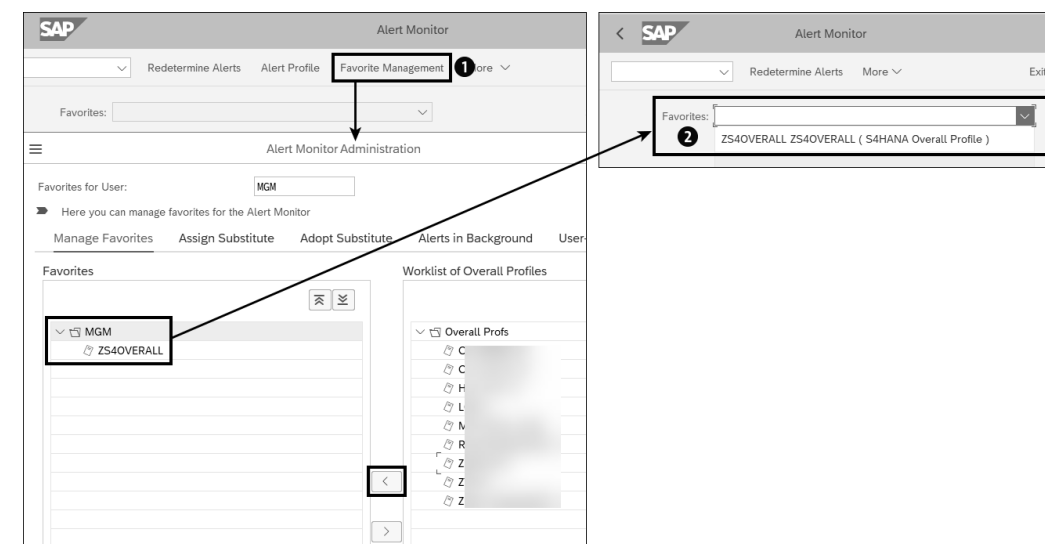 SAP
Alert Monitor
Redetermine Alerts Alert Profile Favorite Management 1 ore
Favorites:
Alert Monitor Administration
Favorites for User: MGM
Here you can manage favorites for the Alert Monitor
Manage Favorites Assign Substitute Adopt Substitute Alerts in Background User-
Favorites
MGM
ZS4OVERALL
Worklist of Overall Profiles
Overall Profs
C
C
H
L
M
R
Z
Z
Z
SAP
Alert Monitor
Redetermine Alerts More Exit
Favorites:
2
ZS4OVERALL ZS4OVERALL ( S4HANA Overall Profile )